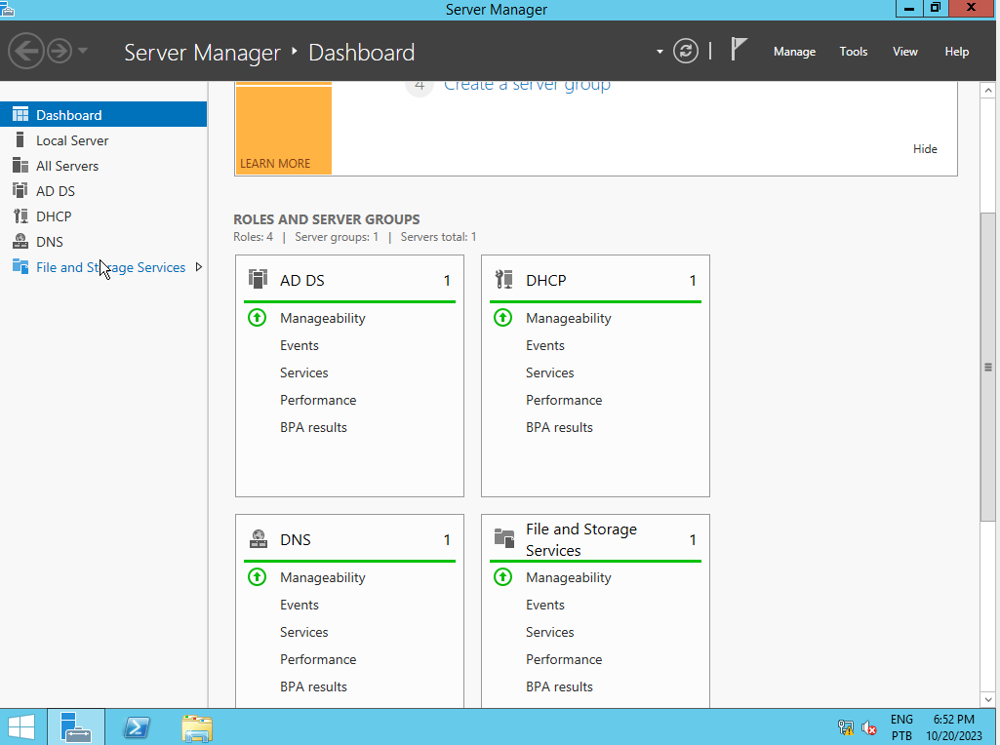 Server Manager
Server Manager ‣ Dashboard
Manage Tools View Help
Dashboard
Local Server
All Servers
AD DS
DHCP
DNS
File and Storage Services
4 Create a server group
LEARN MORE
Hide
ROLES AND SERVER GROUPS
Roles: 4 | Server groups: 1 | Servers total: 1
AD DS 1
Manageability
Events
Services
Performance
BPA results
DHCP 1
Manageability
Events
Services
Performance
BPA results
DNS 1
Manageability
Events
Services
Performance
BPA results
File and Storage
Services 1
Manageability
Events
Services
Performance
BPA results
ENG
PTB
6:52 PM
10/20/2023